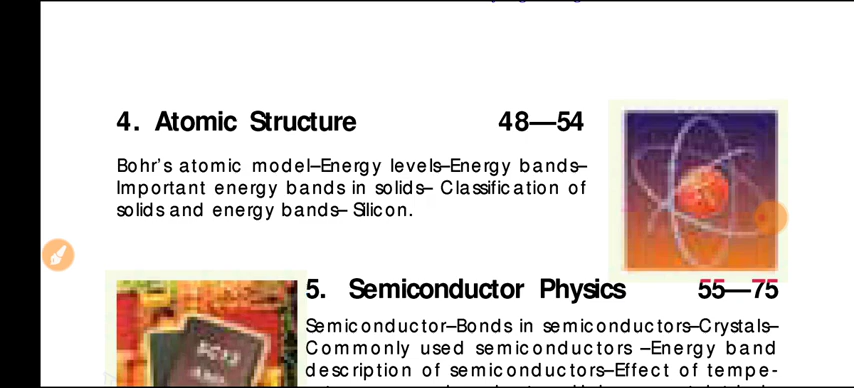 4. Atomic Structure 48—54
Bohr's atomic model–Energy levels–Energy bands–
Important energy bands in solids– Classification of
solids and energy bands– Silicon.
5. Semiconductor Physics 55—75
Semiconductor–Bonds in semiconductors–Crystals–
Commonly used semiconductors –Energy band
description of semiconductors–Effect of tempe-